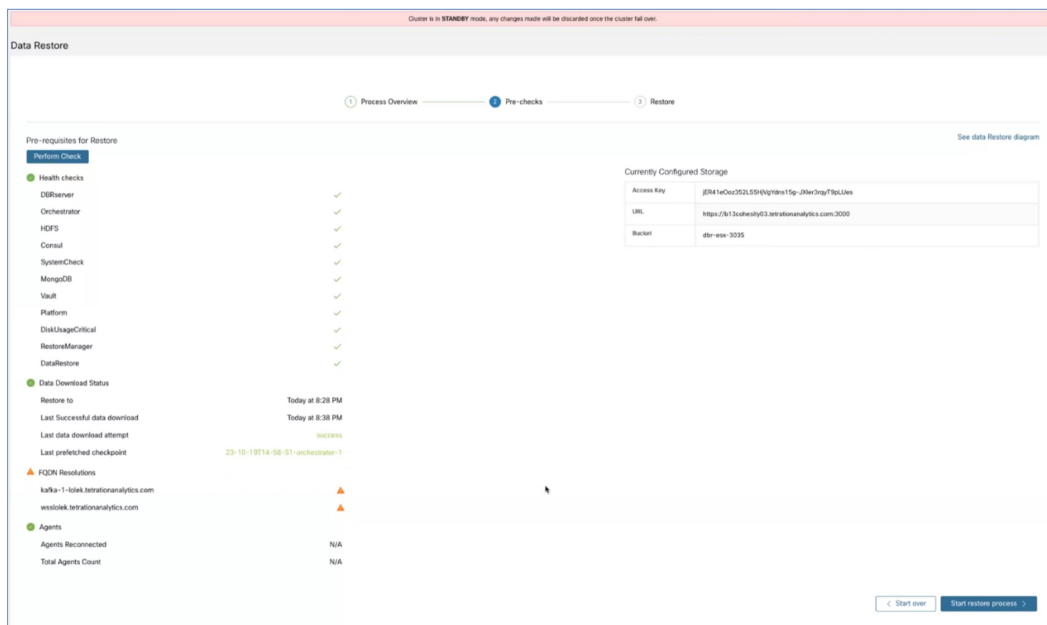 Cluster is in STANDBY mode, any changes made will be discarded once the cluster fail over.
Data Restore
1 Process Overview 2 Pre-checks 3 Restore
See data Restore diagram
Pre-requisites for Restore
Perform Check
Health checks
DBRserver
Orchestrator
HDFS
Consul
SystemCheck
MongoDB
Vault
Platform
DiskUsageCritical
RestoreManager
DataRestore
Data Download Status
Restore to Today at 8:28 PM
Last Successful data download Today at 8:38 PM
Last data download attempt success
Last prefetched checkpoint 23-10-19T14-58-51-orchestrator-1
FQDN Resolutions
kafka-1-lolek.tetrationanalytics.com
wsslolek.tetrationanalytics.com
Agents
Agents Reconnected N/A
Total Agents Count N/A
Currently Configured Storage
Access Key
URL https://b13cohesity03.tetrationanalytics.com:3000
Bucket dbr-esx-3035
< Start over
Start restore process >